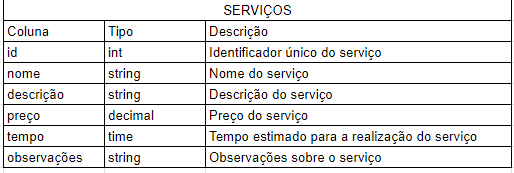 SERVIÇOS
Coluna Tipo Descrição
id int Identificador único do serviço
nome string Nome do serviço
descrição string Descrição do serviço
preço decimal Preço do serviço
tempo time Tempo estimado para a realização do serviço
observações string Observações sobre o serviço